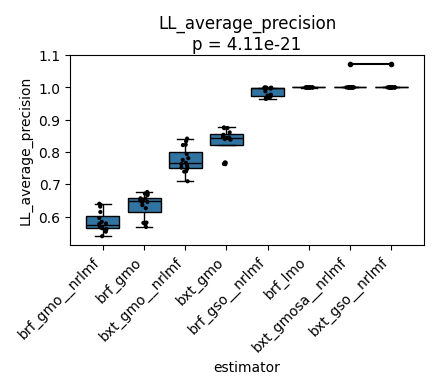 LL_average_precision
p = 4.11e-21
LL_average_precision
1.1
1.0
0.9
0.8
0.7
0.6
brf_gmo__nrlmf
brf_gmo
bxt_gmo__nrlmf
bxt_gmo
brf_gso__nrlmf
brf_lmo
bxt_gmosa__nrlmf
bxt_gso__nrlmf
estimator